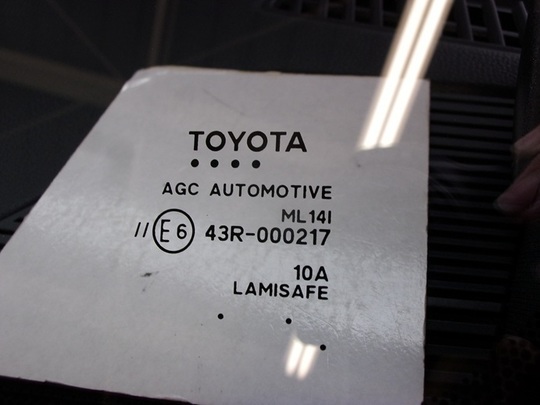 TOYOTA
AGC AUTOMOTIVE
ML14I
//E6 43R-000217
10A
LAMISAFE